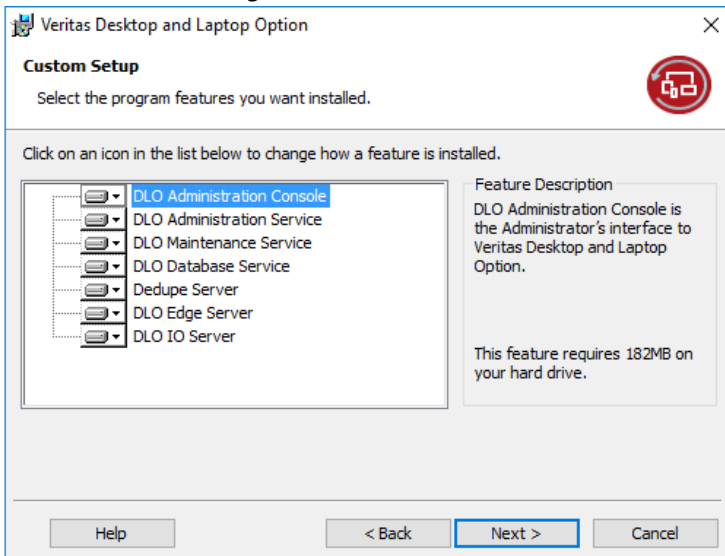 Veritas Desktop and Laptop Option
Custom Setup
Select the program features you want installed.
Click on an icon in the list below to change how a feature is installed.
DLO Administration Console
DLO Administration Service
DLO Maintenance Service
DLO Database Service
Dedupe Server
DLO Edge Server
DLO IO Server
Feature Description
DLO Administration Console is
the Administrator's interface to
Veritas Desktop and Laptop
Option.
This feature requires 182MB on
your hard drive.
Help
< Back
Next >
Cancel